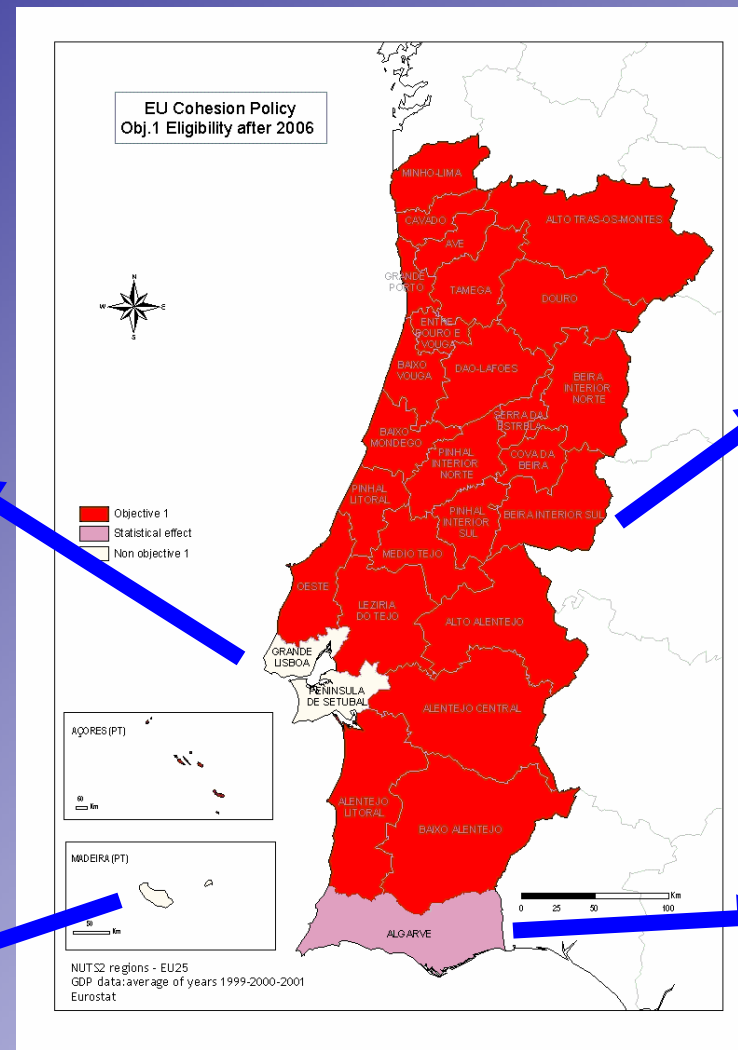 EU Cohesion Policy
Obj.1 Eligibility after 2006
MINHO-LIMA
CAVADO
ALTO TRAS-OS-MONTES
AVE
GRANDE
PORTO
TAMEGA
DOURO
ENTRE
DOURO E
VOUGA
BAIXO
VOUGA
DAO-LAFOES
BEIRA
INTERIOR
NORTE
SERRA DA
ESTRELA
BAIXO
MONDEGO
PINHAL
INTERIOR
NORTE
COVA DA
BEIRA
PINHAL
LITORAL
PINHAL
INTERIOR
SUL
BEIRA INTERIOR SUL
MEDIO TEJO
OESTE
LEZIRIA
DO TEJO
ALTO ALENTEJO
GRANDE
LISBOA
PENINSULA
DE SETUBAL
ALENTEJO CENTRAL
ALENTEJO
LITORAL
BAIXO ALENTEJO
ALGARVE
N
W
E
S
Objective 1
Statistical effect
Non objective 1
AÇORES (PT)
60
Km
MADEIRA (PT)
50
Km
Km
0 25 50 100
NUTS2 regions - EU25
GDP data:average of years 1999-2000-2001
Eurostat